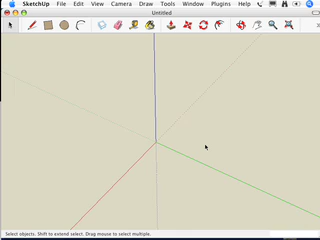 SketchUp File Edit View Camera Draw Tools Window Plugins Help
Untitled
Select objects. Shift to extend select. Drag mouse to select multiple.